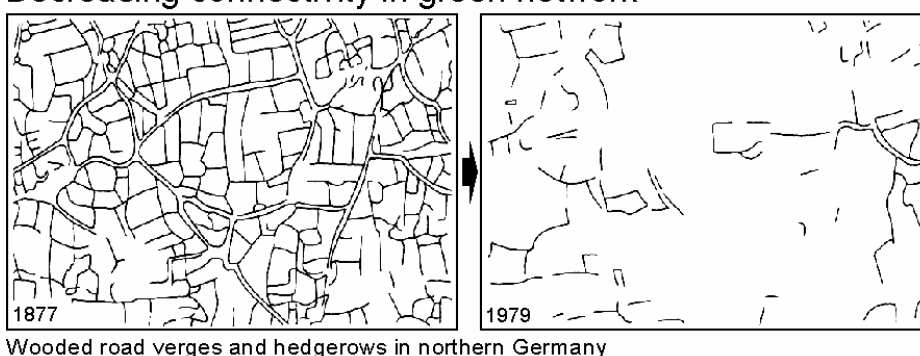 Decreasing connectivity in green network
1877
1979
Wooded road verges and hedgerows in northern Germany